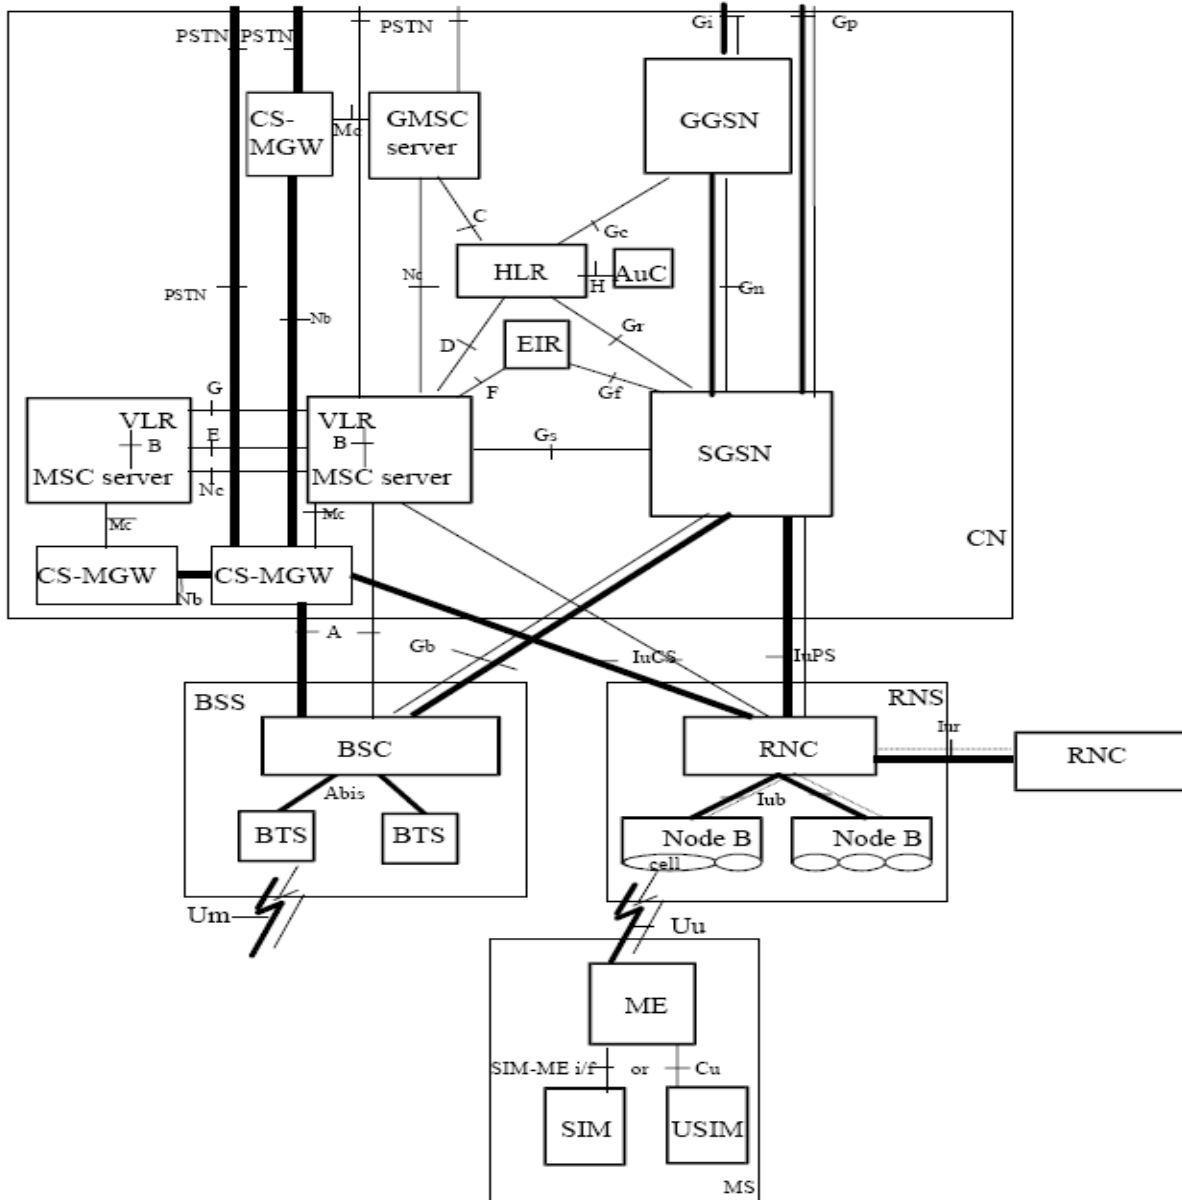 Gi
Gp
PSTN
PSTN
PSTN
CS-
MGW
Mc
GMSC
server
GGSN
C
Gc
HLR
H
AuC
Nc
Gn
PSTN
Nb
D
EIR
Gr
F
Gf
G
VLR
B
E
MSC server
Nc
VLR
B
MSC server
Gs
SGSN
Mc
Mc
CN
CS-MGW
Nb
CS-MGW
A
Gb
IuCS
IuPS
BSS
RNS
BSC
RNC
Iur
RNC
Abis
Iub
BTS
BTS
Node B
Node B
cell
Um
Uu
ME
SIM-ME i/f
or
Cu
SIM
USIM
MS